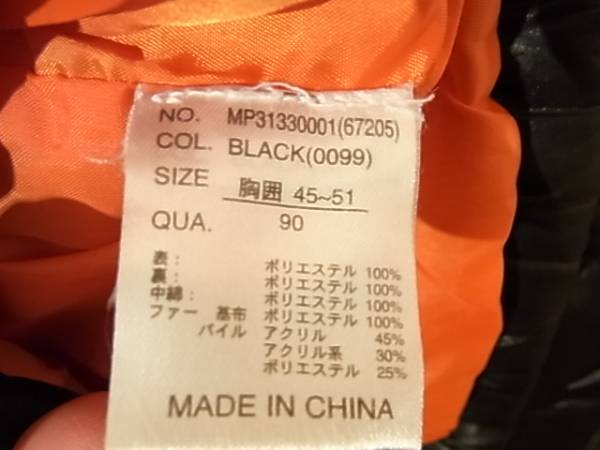 NO. MP31330001(67205)
COL. BLACK(0099)
SIZE 胸囲 45~51
QUA. 90
表: ポリエステル 100%
裏: ポリエステル 100%
中綿: ポリエステル 100%
ファー 基布 ポリエステル 100%
パイル アクリル 45%
アクリル系 30%
ポリエステル 25%
MADE IN CHINA